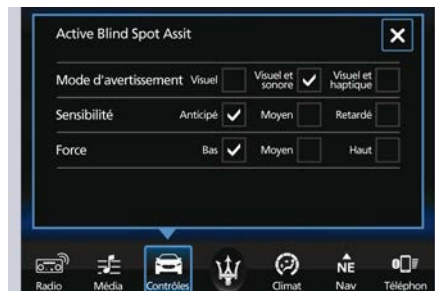 Active Blind Spot Assit
Mode d'avertissement Visuel Visuel et sonore Visuel et haptique
Sensibilité Anticipé Moyen Retardé
Force Bas Moyen Haut
Radio Média Contrôles Climat NE Nav Téléphon